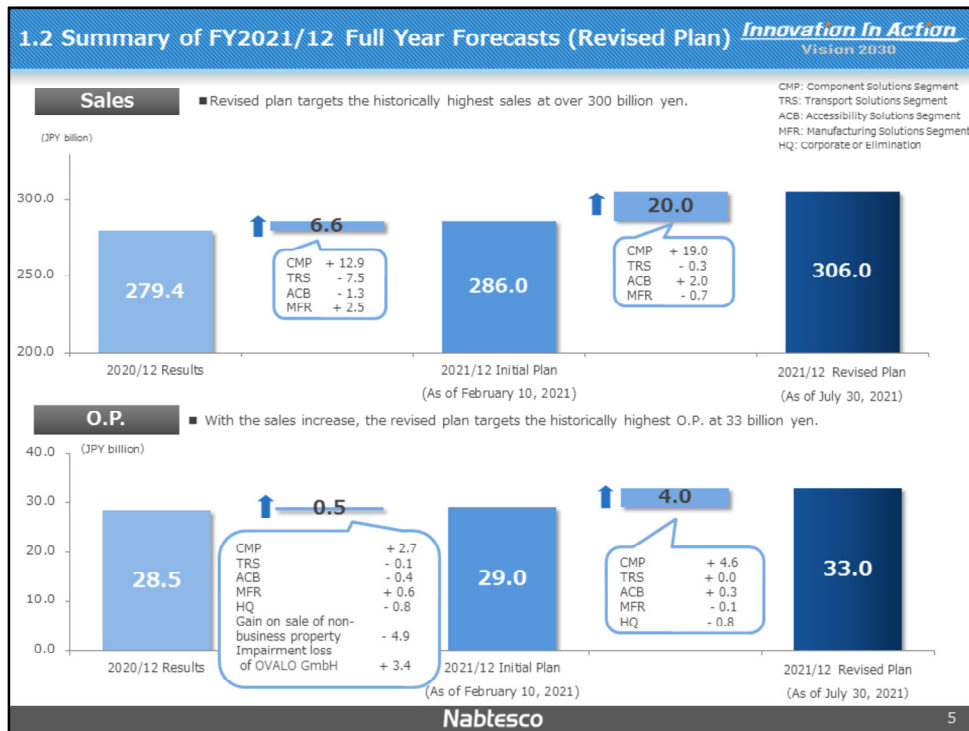 1.2 Summary of FY2021/12 Full Year Forecasts (Revised Plan)
Innovation In Action
Vision 2030
Sales
■Revised plan targets the historically highest sales at over 300 billion yen.
CMP: Component Solutions Segment
TRS: Transport Solutions Segment
ACB: Accessibility Solutions Segment
MFR: Manufacturing Solutions Segment
HQ: Corporate or Elimination
(JPY billion)
300.0
250.0
200.0
279.4
6.6
CMP + 12.9
TRS - 7.5
ACB - 1.3
MFR + 2.5
286.0
20.0
CMP + 19.0
TRS - 0.3
ACB + 2.0
MFR - 0.7
306.0
2020/12 Results
2021/12 Initial Plan
(As of February 10, 2021)
2021/12 Revised Plan
(As of July 30, 2021)
O.P.
■ With the sales increase, the revised plan targets the historically highest O.P. at 33 billion yen.
(JPY billion)
40.0
30.0
20.0
10.0
0.0
28.5
0.5
CMP + 2.7
TRS - 0.1
ACB - 0.4
MFR + 0.6
HQ - 0.8
Gain on sale of non-
business property - 4.9
Impairment loss
of OVALO GmbH + 3.4
29.0
4.0
CMP + 4.6
TRS + 0.0
ACB + 0.3
MFR - 0.1
HQ - 0.8
33.0
2020/12 Results
2021/12 Initial Plan
(As of February 10, 2021)
2021/12 Revised Plan
(As of July 30, 2021)
Nabtesco
5